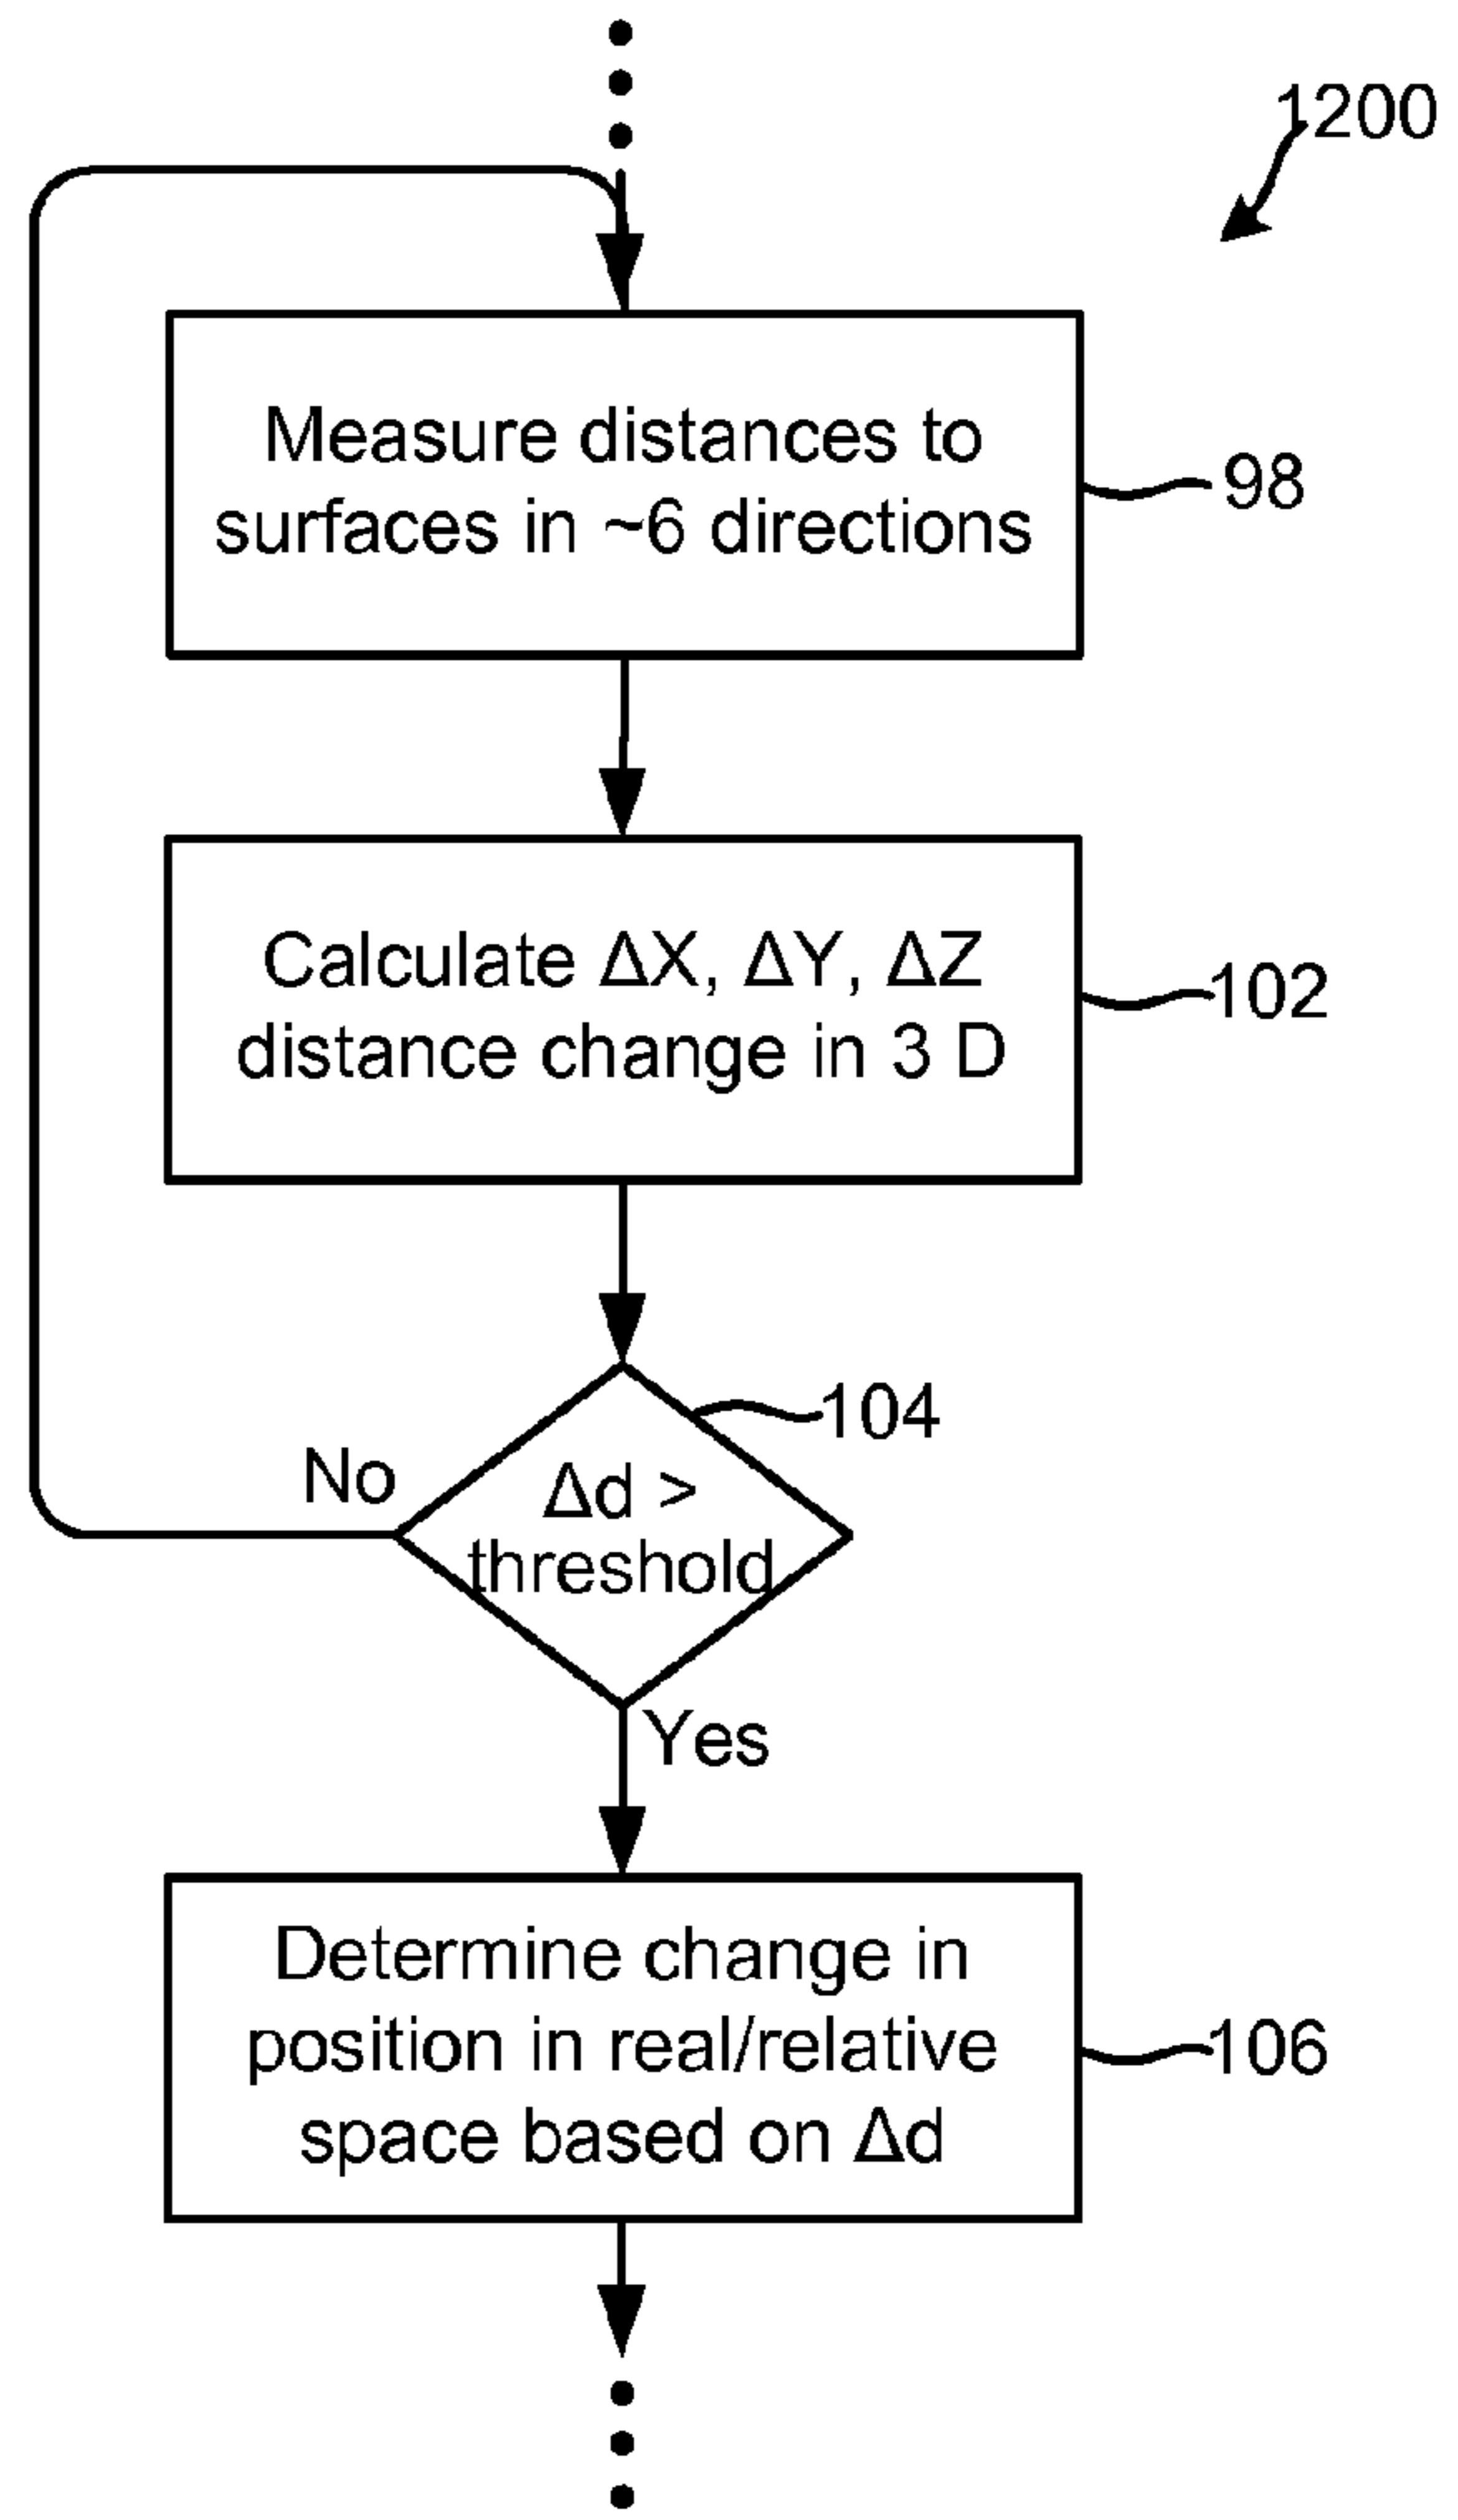 1200
Measure distances to
surfaces in ~6 directions
98
Calculate ΔX, ΔY, ΔZ
distance change in 3 D
102
104
No
Δd >
threshold
Yes
Determine change in
position in real/relative
space based on Δd
106